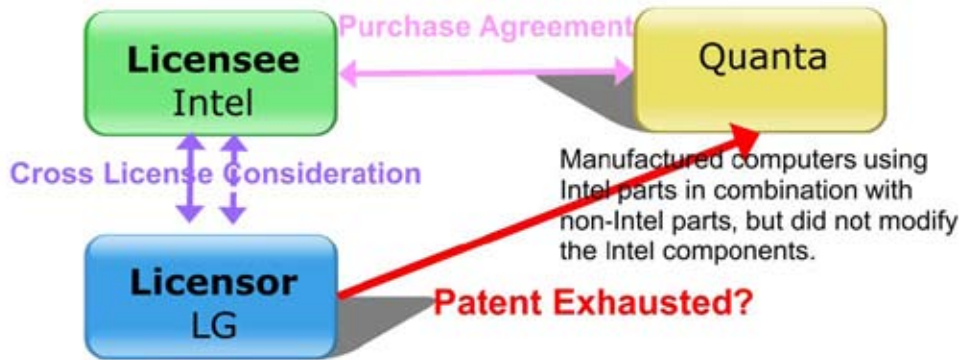 Purchase Agreement
Licensee
Intel
Quanta
Cross License Consideration
Manufactured computers using
Intel parts in combination with
non-Intel parts, but did not modify
the Intel components.
Licensor
LG
Patent Exhausted?